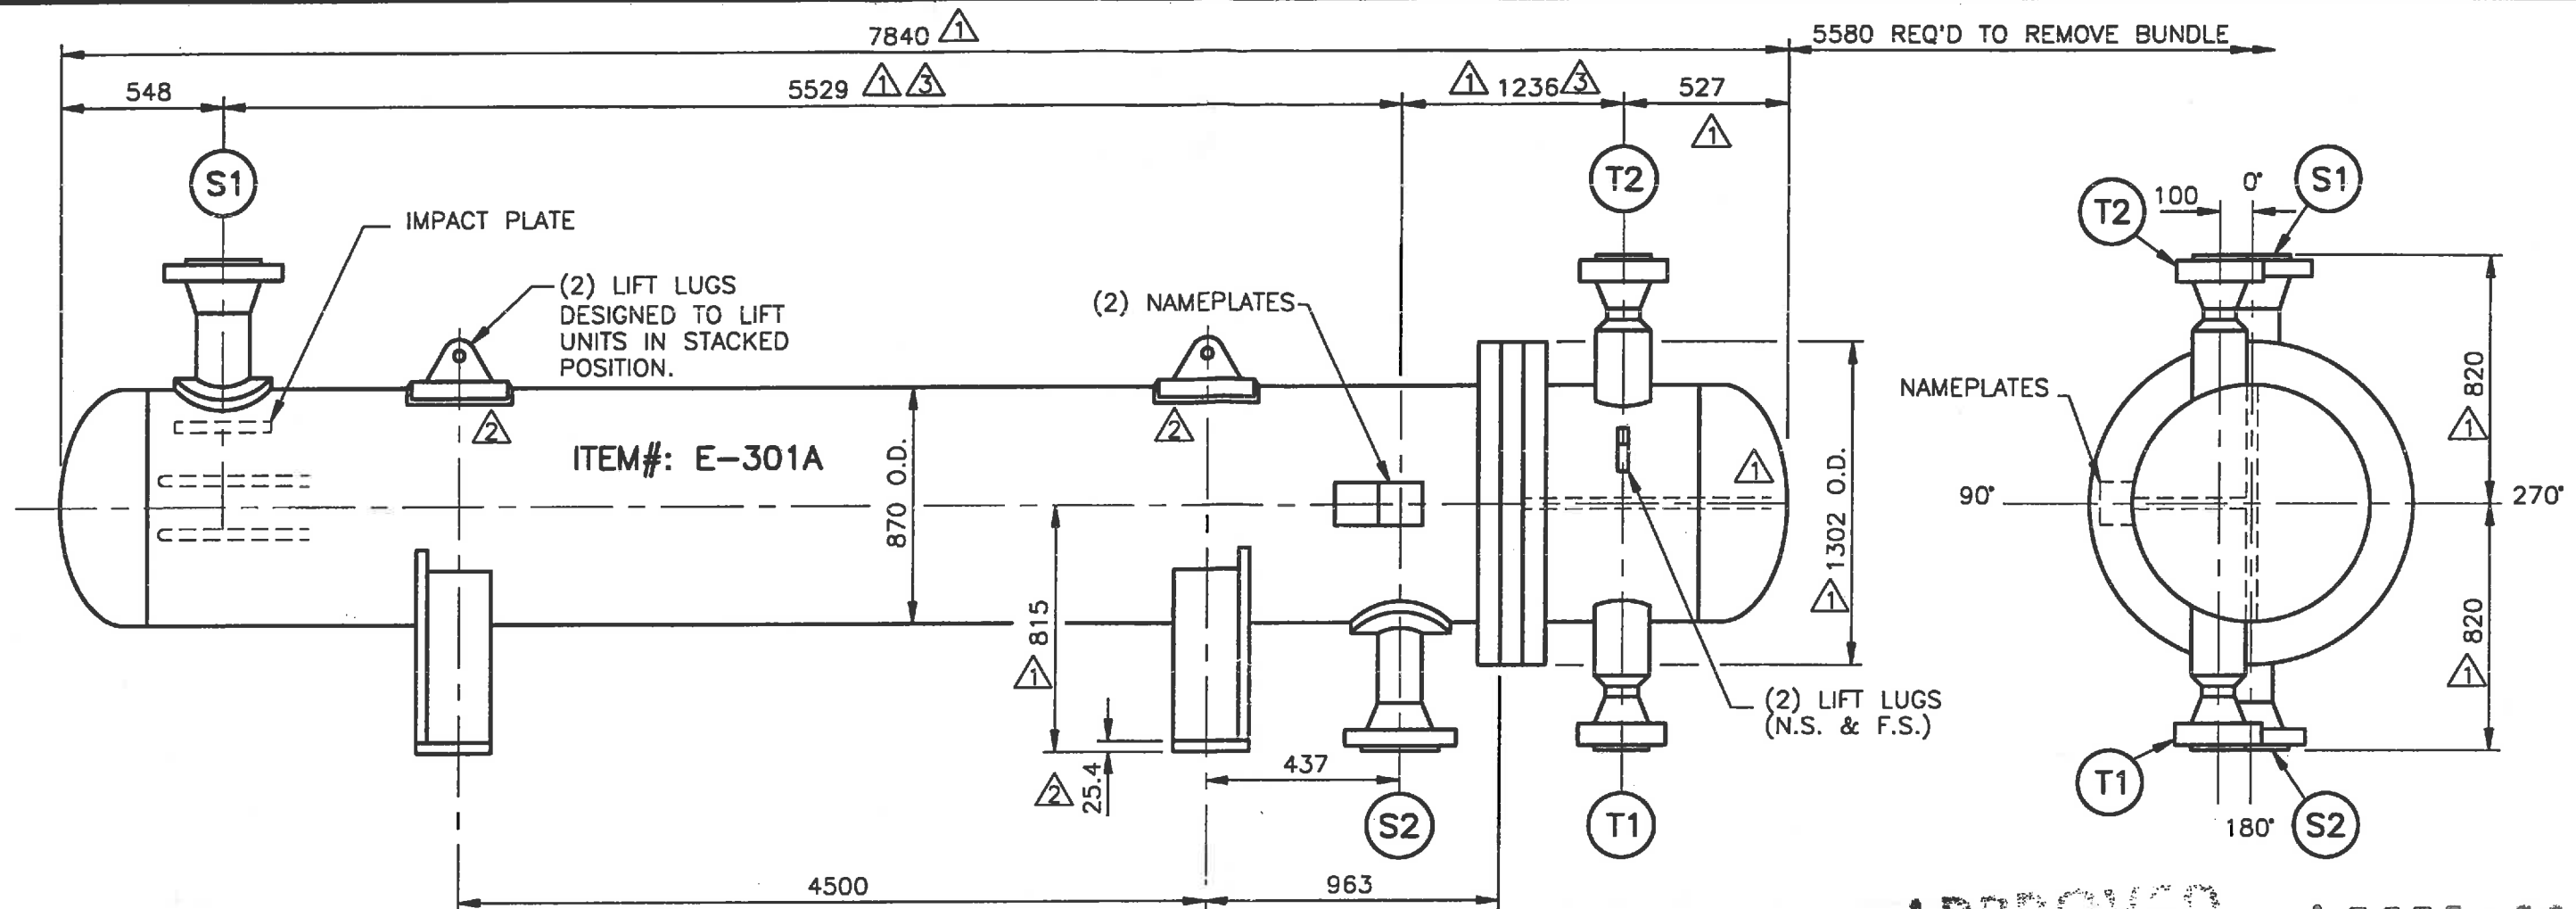 7840 1
5580 REQ'D TO REMOVE BUNDLE
548
5529 1 3
1 1236 3
527
1
S1
T2
T2
100
0°
S1
IMPACT PLATE
(2) LIFT LUGS
DESIGNED TO LIFT
UNITS IN STACKED
POSITION.
(2) NAMEPLATES
NAMEPLATES
2
2
ITEM#: E-301A
870 O.D.
1
1 1302 O.D.
1 820
90°
270°
1 815
1 820
(2) LIFT LUGS
(N.S. & F.S.)
2 25.4
437
S2
T1
T1
180°
S2
4500
963
APPROVED